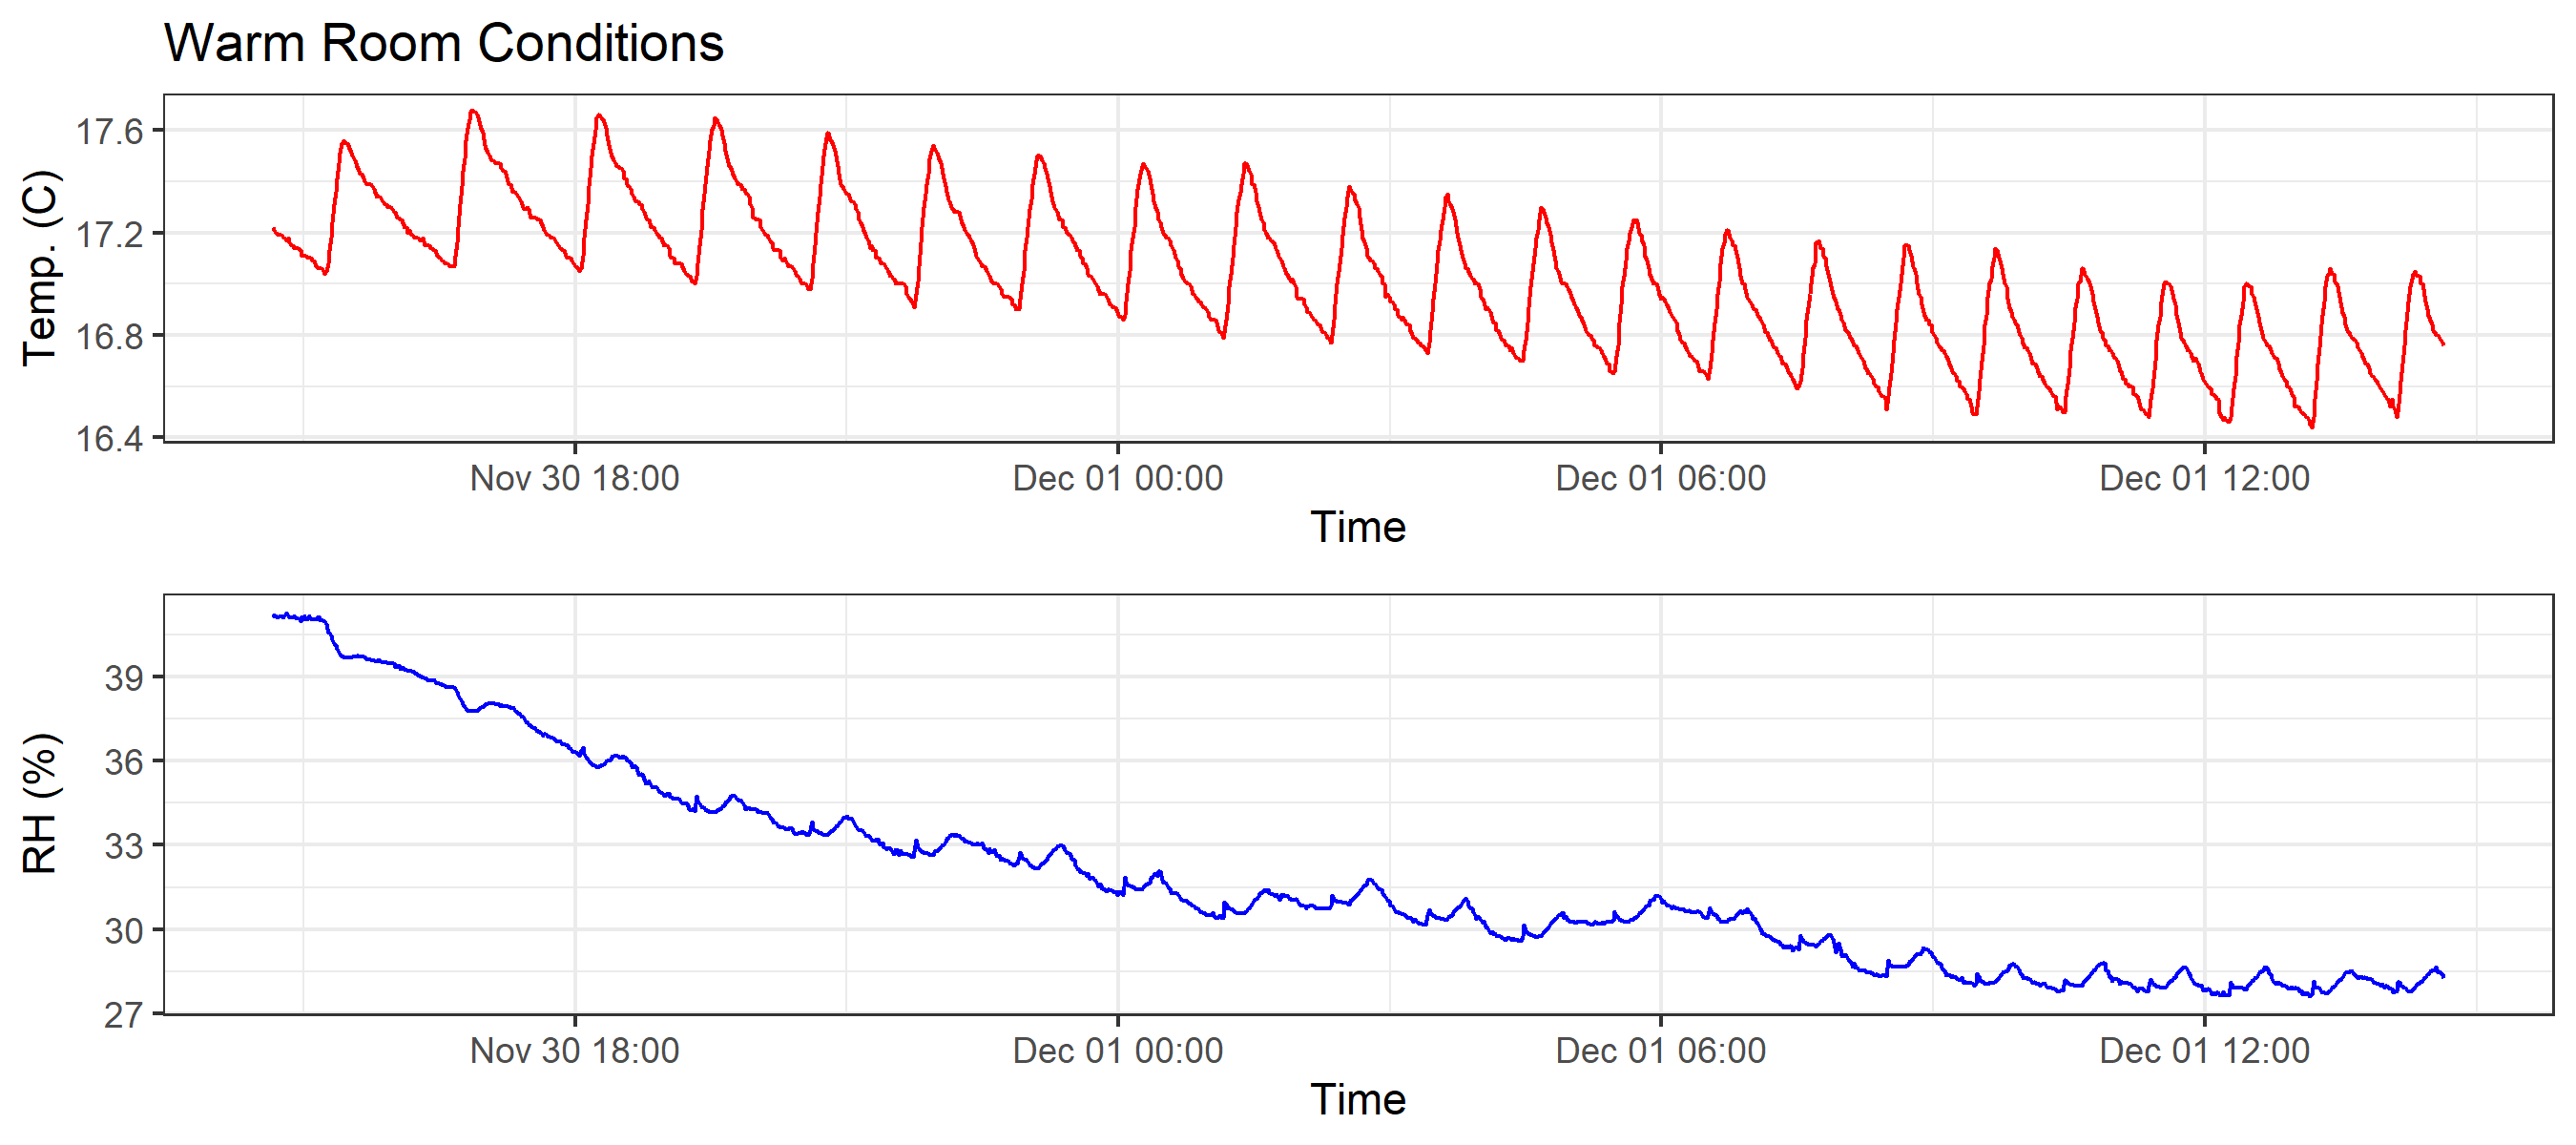 Warm Room Conditions
Temp. (C)
17.6
17.2
16.8
16.4
Nov 30 18:00 Dec 01 00:00 Dec 01 06:00 Dec 01 12:00
Time
RH (%)
39
36
33
30
27
Nov 30 18:00 Dec 01 00:00 Dec 01 06:00 Dec 01 12:00
Time